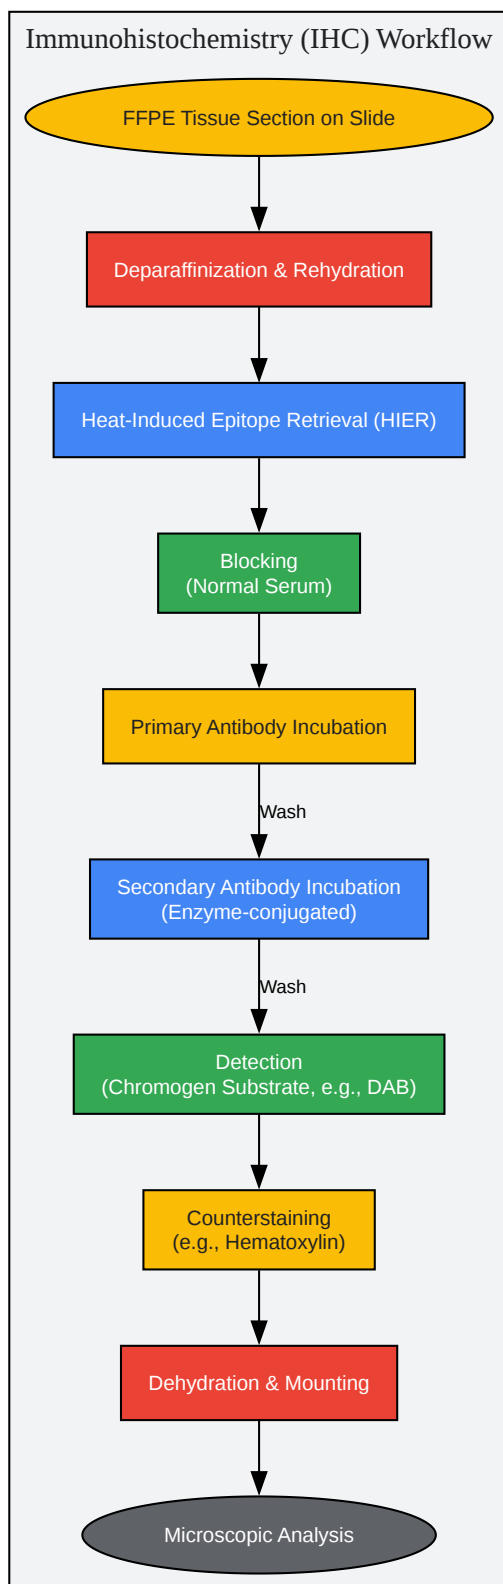 Immunohistochemistry (IHC) Workflow
FFPE Tissue Section on Slide
Deparaffinization & Rehydration
Heat-Induced Epitope Retrieval (HIER)
Blocking
(Normal Serum)
Primary Antibody Incubation
Wash
Secondary Antibody Incubation
(Enzyme-conjugated)
Wash
Detection
(Chromogen Substrate, e.g., DAB)
Counterstaining
(e.g., Hematoxylin)
Dehydration & Mounting
Microscopic Analysis